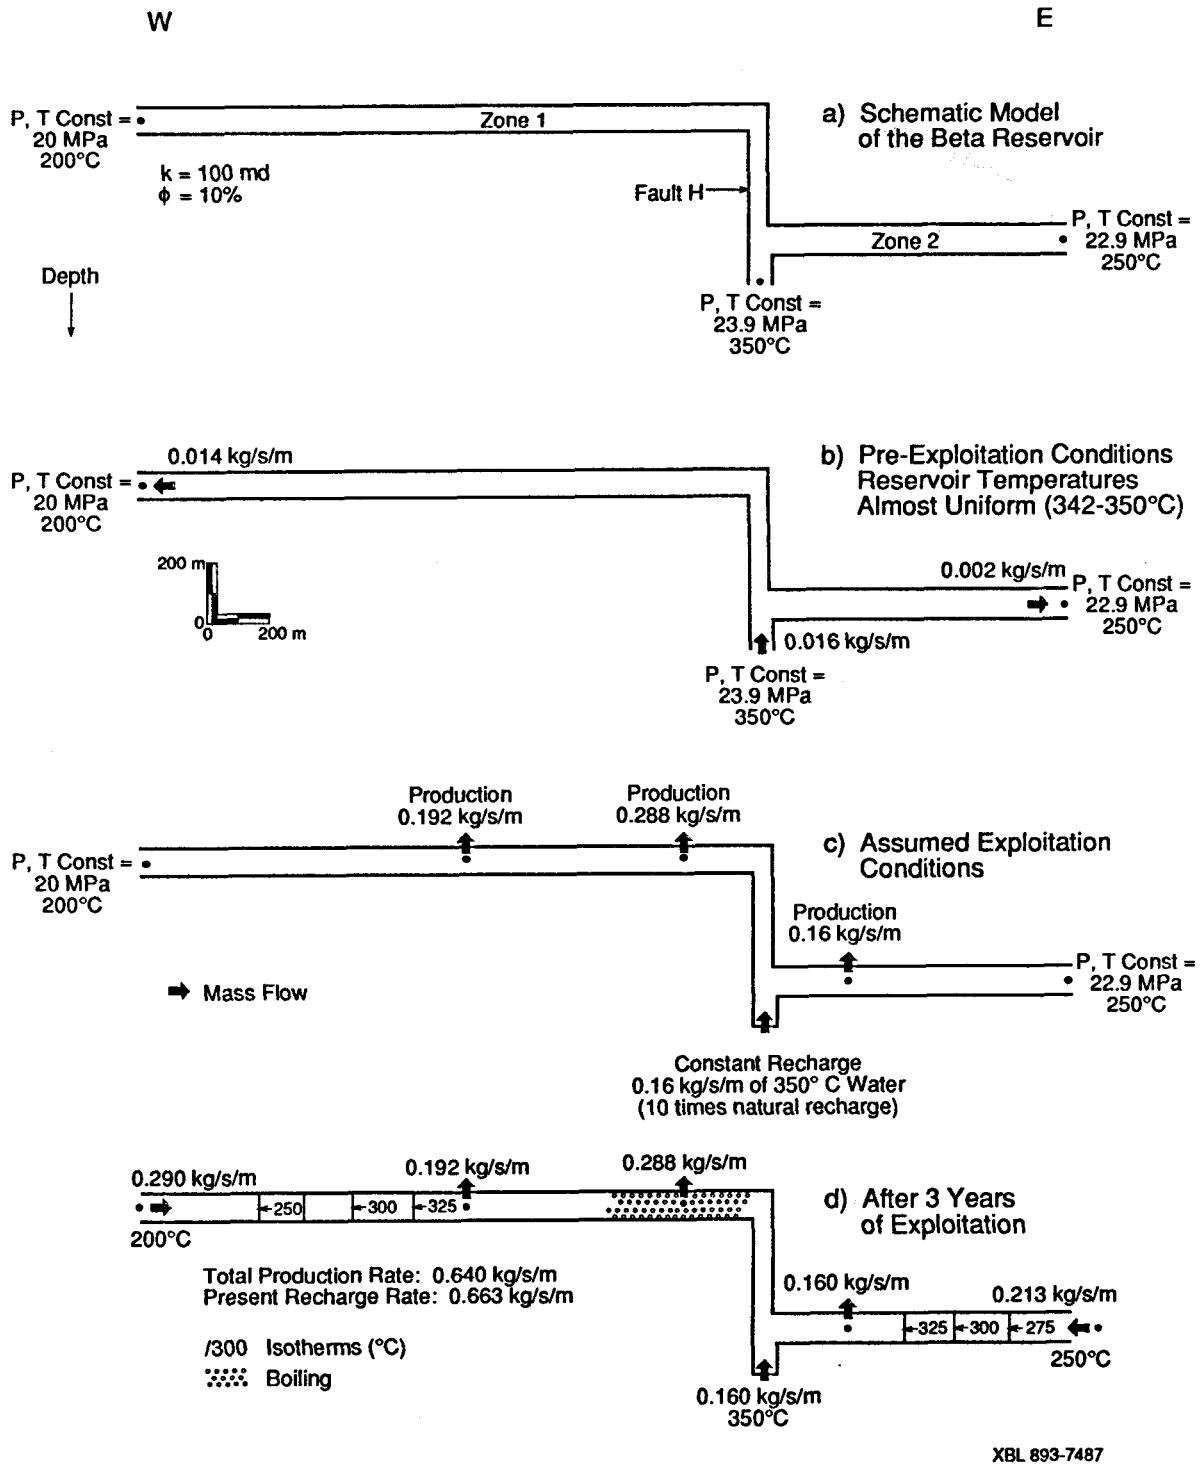 W
E
P, T Const =
20 MPa
200°C
Zone 1
a) Schematic Model
of the Beta Reservoir
k = 100 md
ϕ = 10%
Fault H
Zone 2
P, T Const =
22.9 MPa
250°C
Depth
P, T Const =
23.9 MPa
350°C
0.014 kg/s/m
P, T Const =
20 MPa
200°C
b) Pre-Exploitation Conditions
Reservoir Temperatures
Almost Uniform (342-350°C)
200 m
0
0
200 m
0.002 kg/s/m
P, T Const =
22.9 MPa
250°C
0.016 kg/s/m
P, T Const =
23.9 MPa
350°C
Production
0.192 kg/s/m
Production
0.288 kg/s/m
P, T Const =
20 MPa
200°C
c) Assumed Exploitation
Conditions
Production
0.16 kg/s/m
P, T Const =
22.9 MPa
250°C
Mass Flow
Constant Recharge
0.16 kg/s/m of 350° C Water
(10 times natural recharge)
0.290 kg/s/m
0.192 kg/s/m
0.288 kg/s/m
250
300
325
200°C
d) After 3 Years
of Exploitation
Total Production Rate: 0.640 kg/s/m
Present Recharge Rate: 0.663 kg/s/m
0.160 kg/s/m
0.213 kg/s/m
325
300
275
250°C
/300 Isotherms (°C)
Boiling
0.160 kg/s/m
350°C
XBL 893-7487